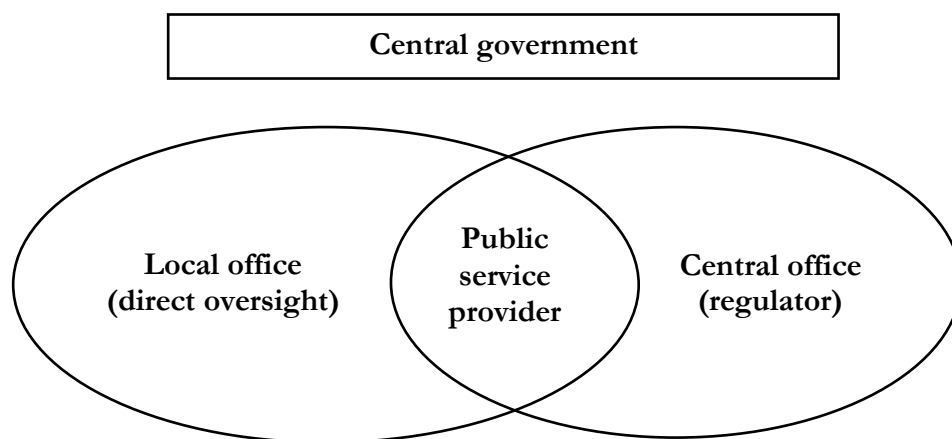 Central government
Local office
(direct oversight)
Public
service
provider
Central office
(regulator)